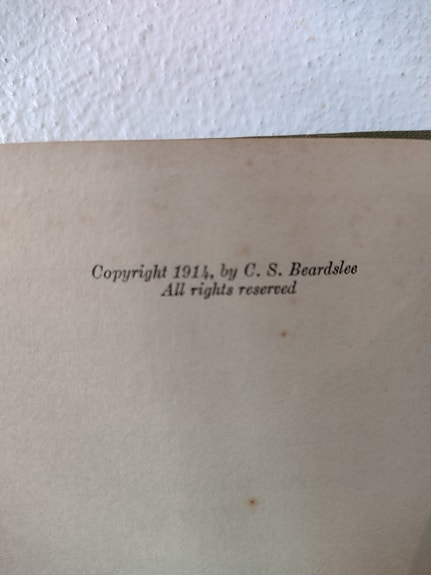 Copyright 1914, by C. S. Beardslee
All rights reserved